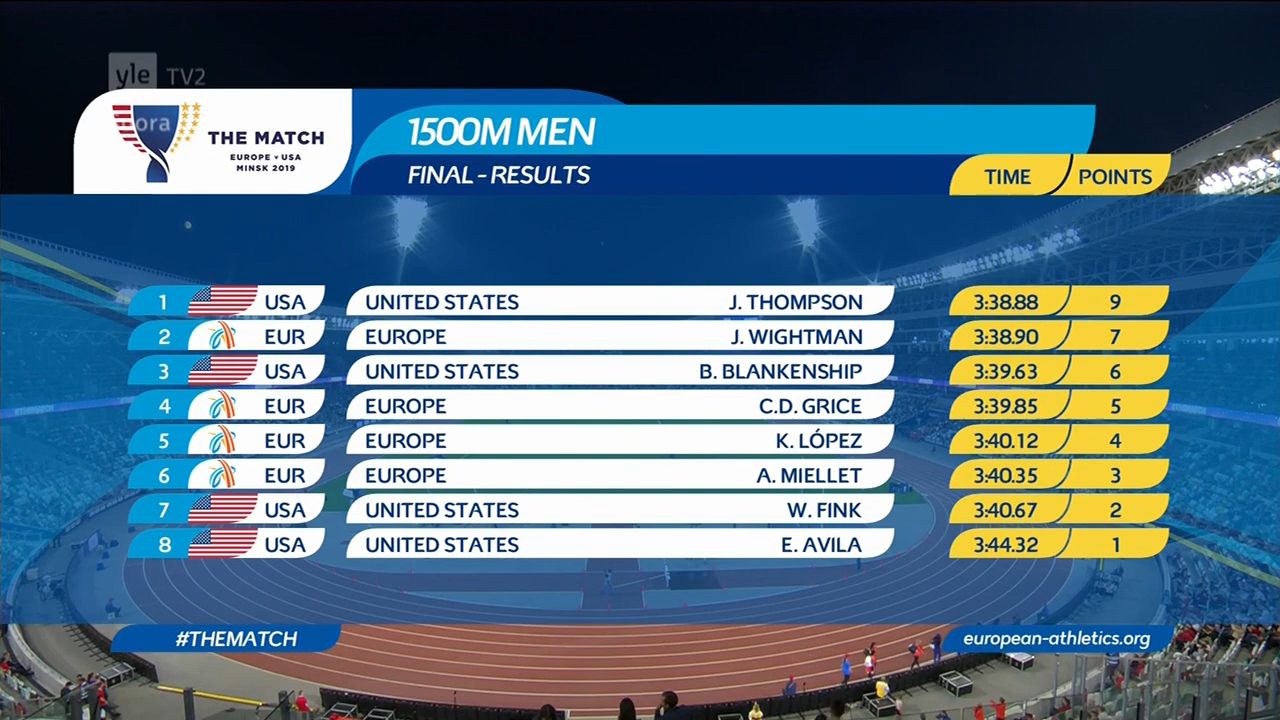 yle TV2
ora
THE MATCH
EUROPE v USA
MINSK 2019
1500M MEN
FINAL - RESULTS
TIME POINTS
1 USA UNITED STATES J. THOMPSON 3:38.88 9
2 EUR EUROPE J. WIGHTMAN 3:38.90 7
3 USA UNITED STATES B. BLANKENSHIP 3:39.63 6
4 EUR EUROPE C.D. GRICE 3:39.85 5
5 EUR EUROPE K. LÓPEZ 3:40.12 4
6 EUR EUROPE A. MIELLET 3:40.35 3
7 USA UNITED STATES W. FINK 3:40.67 2
8 USA UNITED STATES E. AVILA 3:44.32 1
#THEMATCH
european-athletics.org